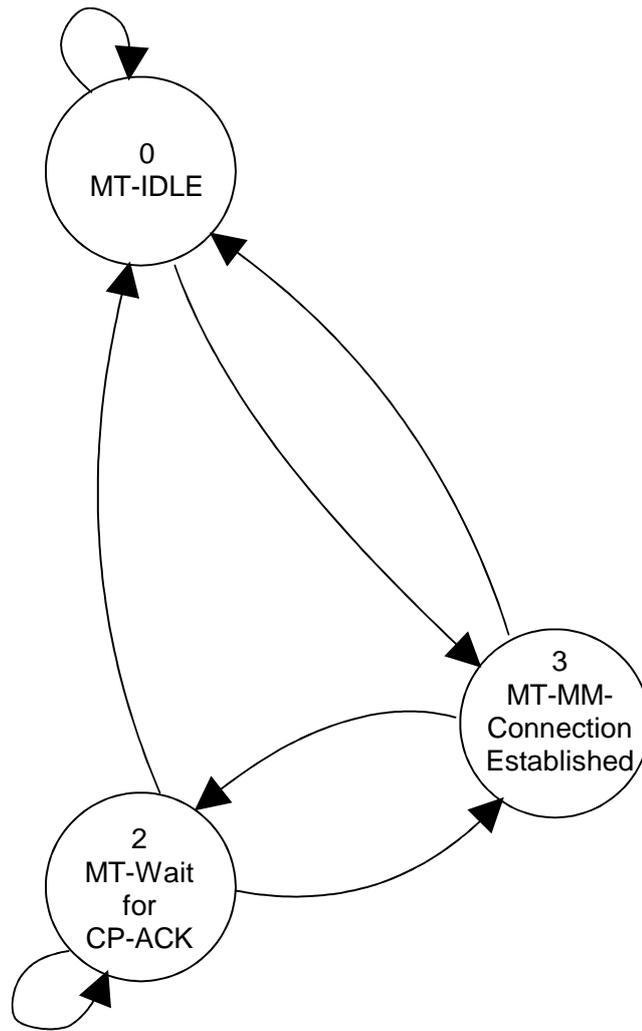 0
MT-IDLE
3
MT-MM-
Connection
Established
2
MT-Wait
for
CP-ACK